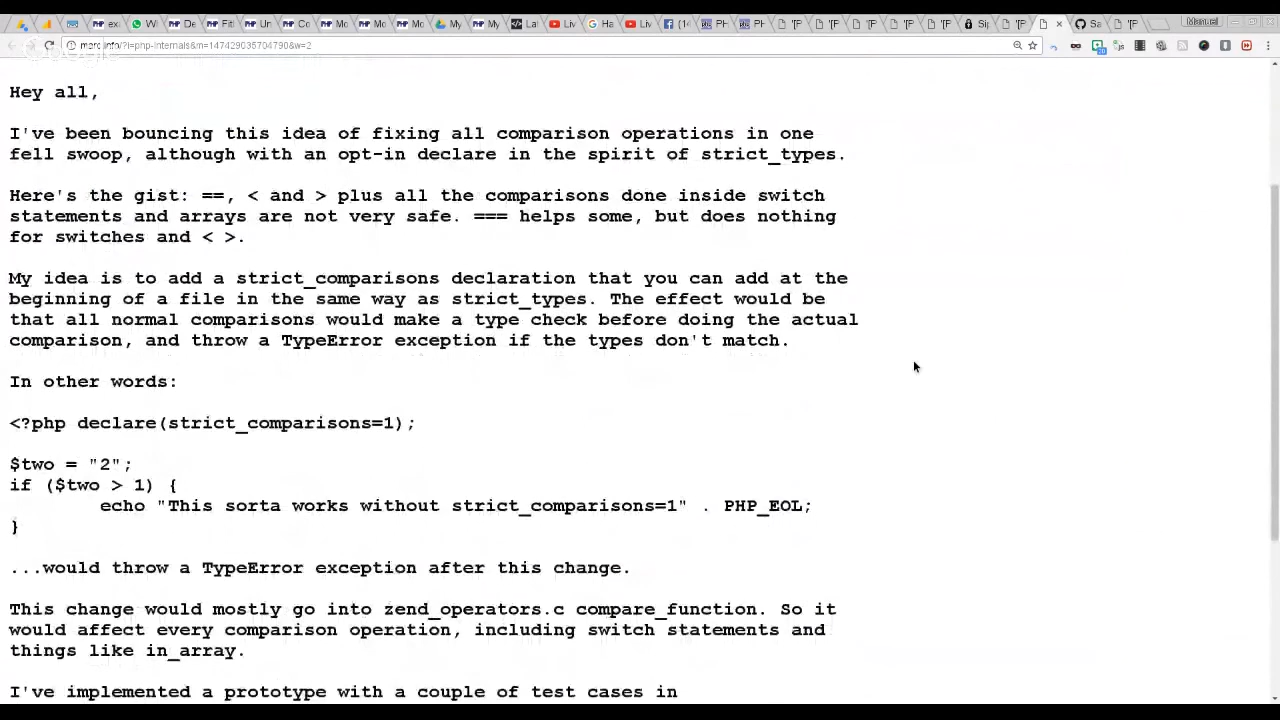 Manuel
marc.info/?l=php-internals&m=147429035704790&w=2
Hey all,
I've been bouncing this idea of fixing all comparison operations in one
fell swoop, although with an opt-in declare in the spirit of strict_types.
Here's the gist: ==, < and > plus all the comparisons done inside switch
statements and arrays are not very safe. === helps some, but does nothing
for switches and < >.
My idea is to add a strict_comparisons declaration that you can add at the
beginning of a file in the same way as strict_types. The effect would be
that all normal comparisons would make a type check before doing the actual
comparison, and throw a TypeError exception if the types don't match.
In other words:
<?php declare(strict_comparisons=1);
$two = "2";
if ($two > 1) {
echo "This sorta works without strict_comparisons=1" . PHP_EOL;
}
...would throw a TypeError exception after this change.
This change would mostly go into zend_operators.c compare_function. So it
would affect every comparison operation, including switch statements and
things like in_array.
I've implemented a prototype with a couple of test cases in